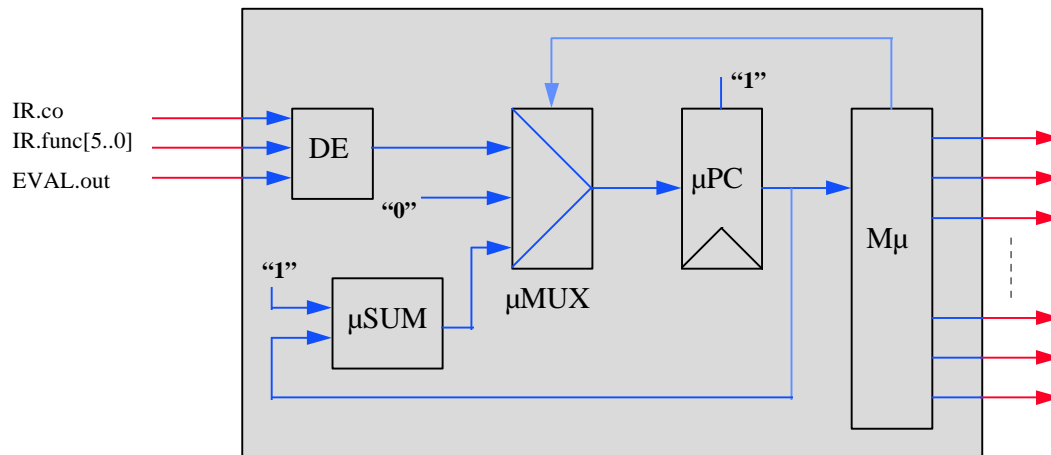 IR.co
IR.func[5..0]
EVAL.out
DE
“0”
“1”
μSUM
μMUX
“1”
μPC
Mμ